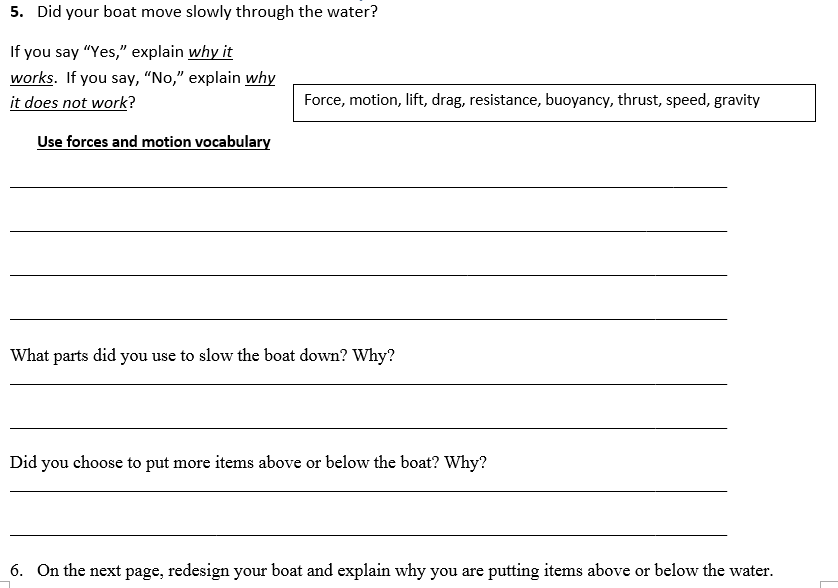 5. Did your boat move slowly through the water?
If you say “Yes,” explain why it
works. If you say, “No,” explain why
it does not work?
Force, motion, lift, drag, resistance, buoyancy, thrust, speed, gravity
Use forces and motion vocabulary
What parts did you use to slow the boat down? Why?
Did you choose to put more items above or below the boat? Why?
6. On the next page, redesign your boat and explain why you are putting items above or below the water.